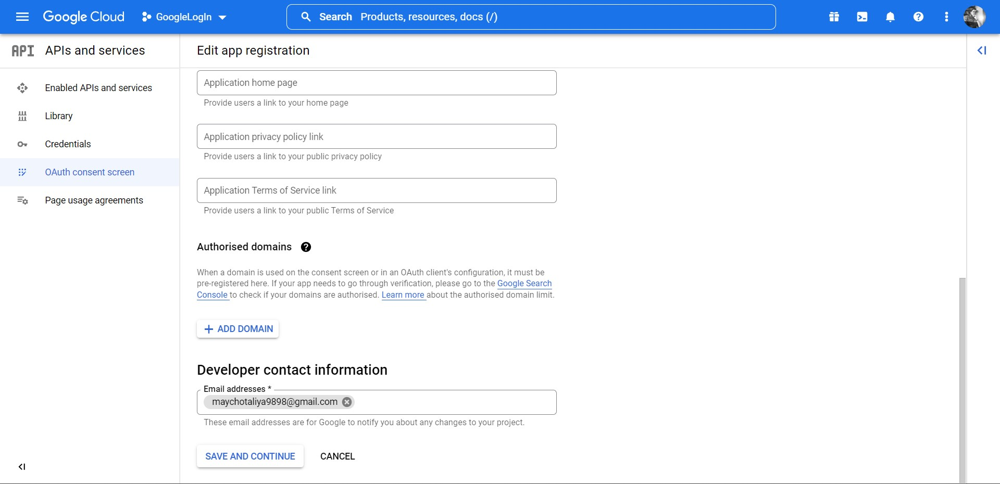 Google Cloud
GoogleLogIn
Search Products, resources, docs (/)
API APIs and services
Edit app registration
Enabled APIs and services
Library
Credentials
OAuth consent screen
Page usage agreements
Application home page
Provide users a link to your home page
Application privacy policy link
Provide users a link to your public privacy policy
Application Terms of Service link
Provide users a link to your public Terms of Service
Authorised domains
When a domain is used on the consent screen or in an OAuth client's configuration, it must be
pre-registered here. If your app needs to go through verification, please go to the Google Search
Console to check if your domains are authorised. Learn more about the authorised domain limit.
ADD DOMAIN
Developer contact information
Email addresses *
maychotaliya9898@gmail.com
These email addresses are for Google to notify you about any changes to your project.
SAVE AND CONTINUE
CANCEL